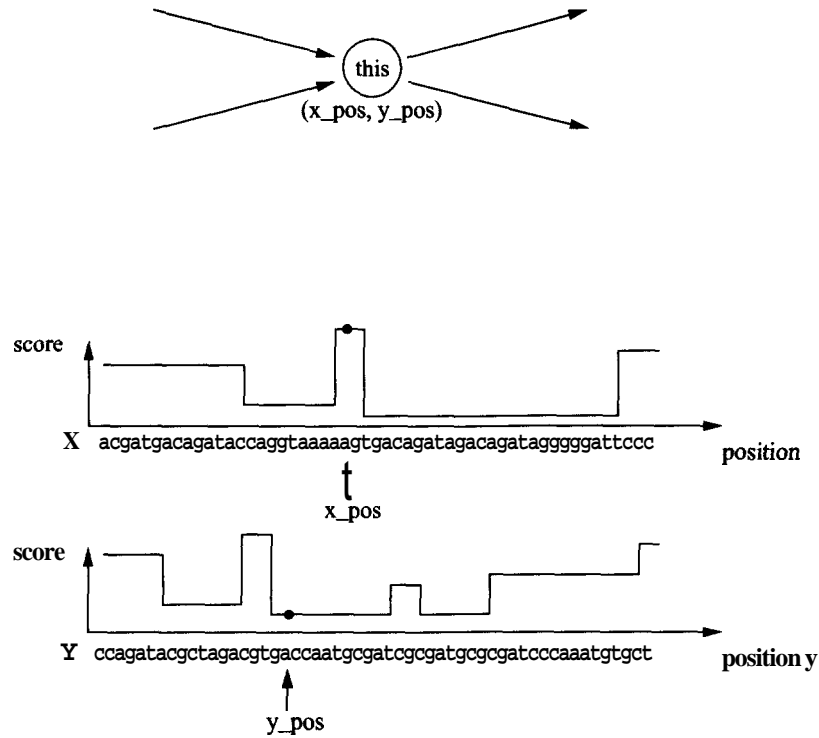 this
(x_pos, y_pos)
score
X acgatgacagataccaggtaaaaagtgacagatagacagatagggggattccc
position
t
x_pos
score
Y ccagatacgctagacgtgaccaatgcgatcgcgatgcgcgatcccaaatgtgct
position y
y_pos